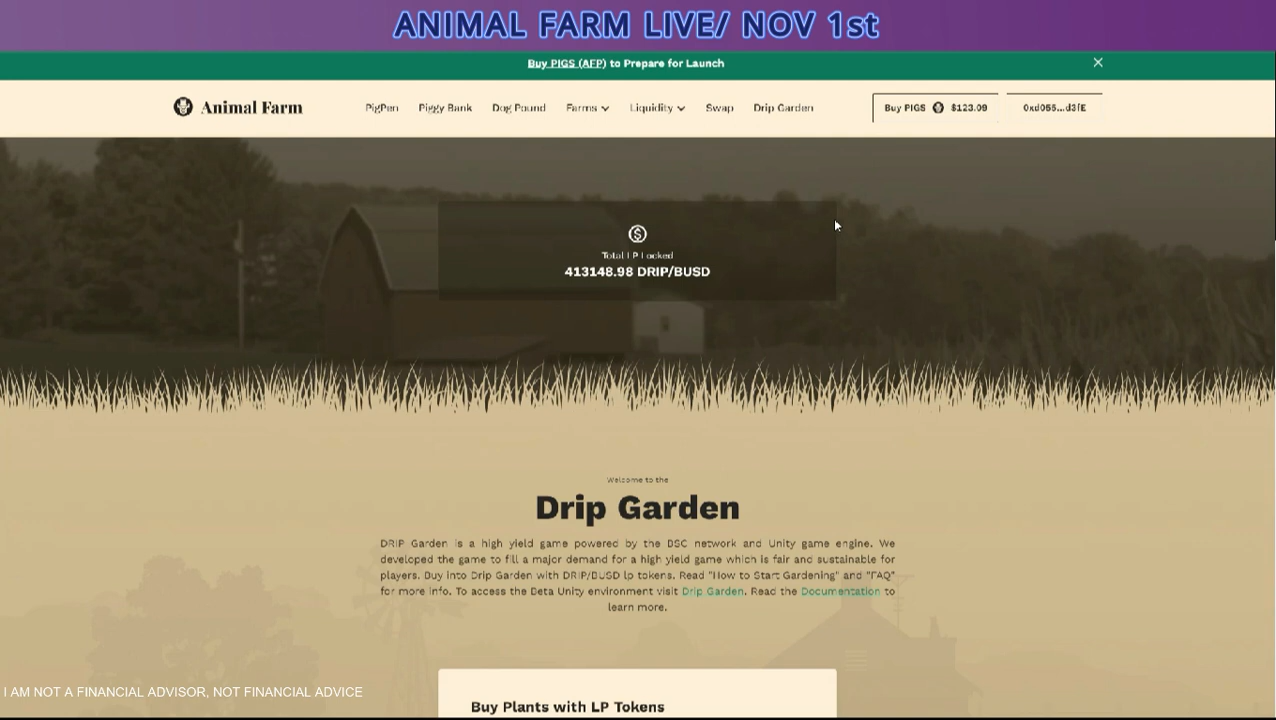 ANIMAL FARM LIVE/ NOV 1st
Buy PIGS (AFP) to Prepare for Launch
Animal Farm
PigPen
Piggy Bank
Dog Pound
Farms
Liquidity
Swap
Drip Garden
Buy PIGS $123.09
0xd055...d3fE
Total LP Locked
413148.98 DRIP/BUSD
Welcome to the
Drip Garden
DRIP Garden is a high yield game powered by the BSC network and Unity game engine. We
developed the game to fill a major demand for a high yield game which is fair and sustainable for
players. Buy into Drip Garden with DRIP/BUSD lp tokens. Read "How to Start Gardening" and "FAQ"
for more info. To access the Beta Unity environment visit Drip Garden. Read the Documentation to
learn more.
I AM NOT A FINANCIAL ADVISOR, NOT FINANCIAL ADVICE
Buy Plants with LP Tokens